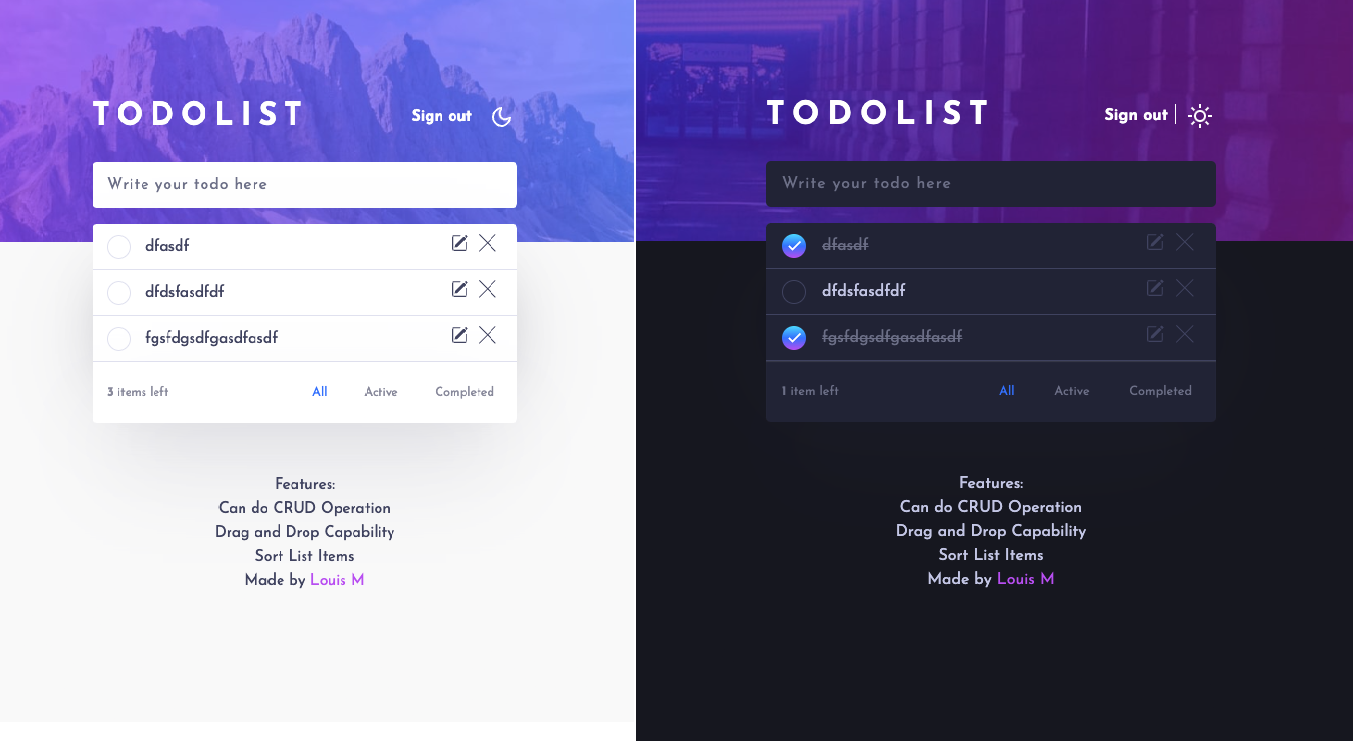 TODOLIST
Sign out
Write your todo here
dfasdf
dfdsfasdfdf
fgsfdgsdfgasdfasdf
3 items left All Active Completed
Features:
Can do CRUD Operation
Drag and Drop Capability
Sort List Items
Made by Louis M
TODOLIST
Sign out
Write your todo here
dfasdf
dfdsfasdfdf
fgsfdgsdfgasdfasdf
1 item left All Active Completed
Features:
Can do CRUD Operation
Drag and Drop Capability
Sort List Items
Made by Louis M